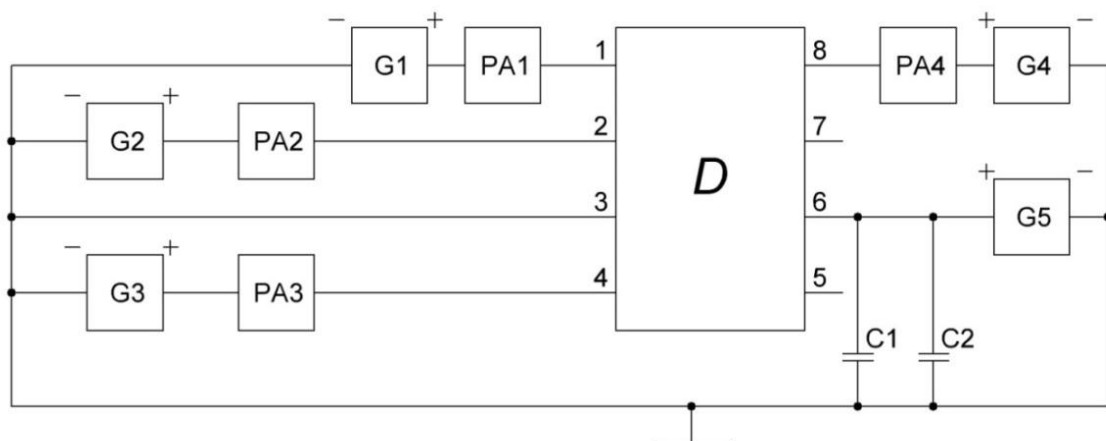 − + + −
G1 PA1 1 8 PA4 G4
− +
G2 PA2 2 7
D
+ −
3 6 G5
− +
G3 PA3 4 5
C1 C2